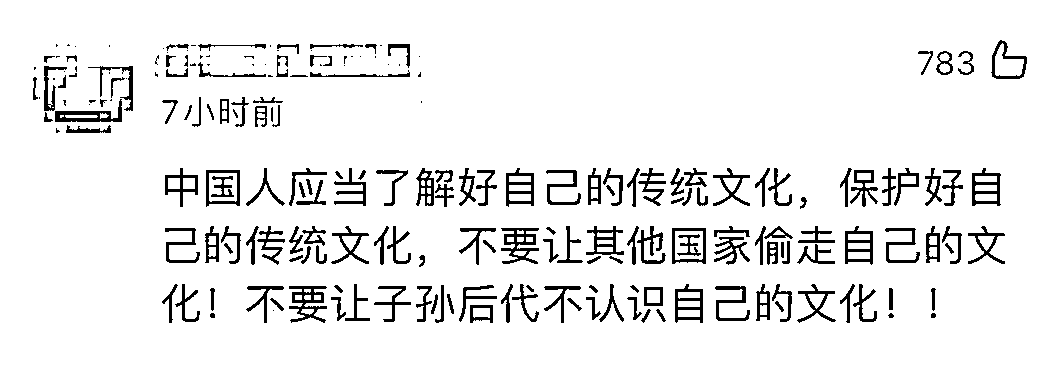 783
7小时前
中国人应当了解好自己的传统文化，保护好自
己的传统文化，不要让其他国家偷走自己的文
化！不要让子孙后代不认识自己的文化！！